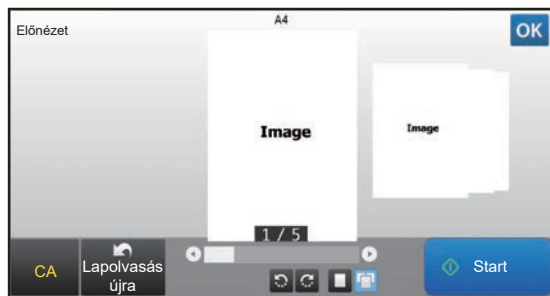 A4
Előnézet
OK
Image
Image
1 / 5
CA
Lapolvasás
újra
Start